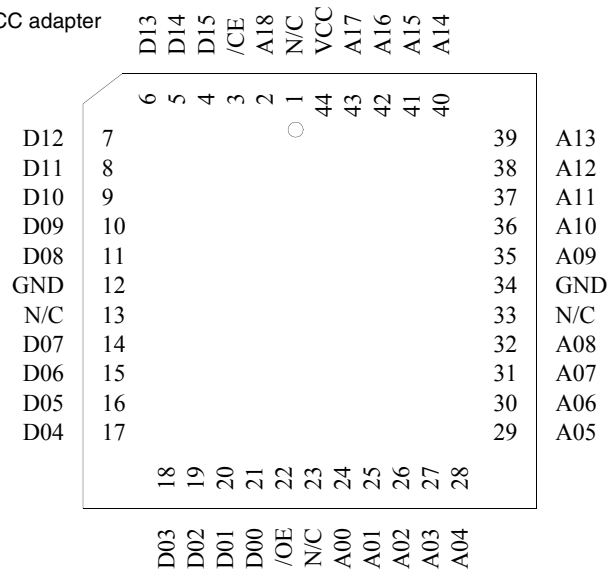 CC adapter
D13 D14 D15 /CE A18 N/C VCC A17 A16 A15 A14
6 5 4 3 2 1 44 43 42 41 40
D12 7 39 A13
D11 8 38 A12
D10 9 37 A11
D09 10 36 A10
D08 11 35 A09
GND 12 34 GND
N/C 13 33 N/C
D07 14 32 A08
D06 15 31 A07
D05 16 30 A06
D04 17 29 A05
18 19 20 21 22 23 24 25 26 27 28
D03 D02 D01 D00 /OE N/C A00 A01 A02 A03 A04